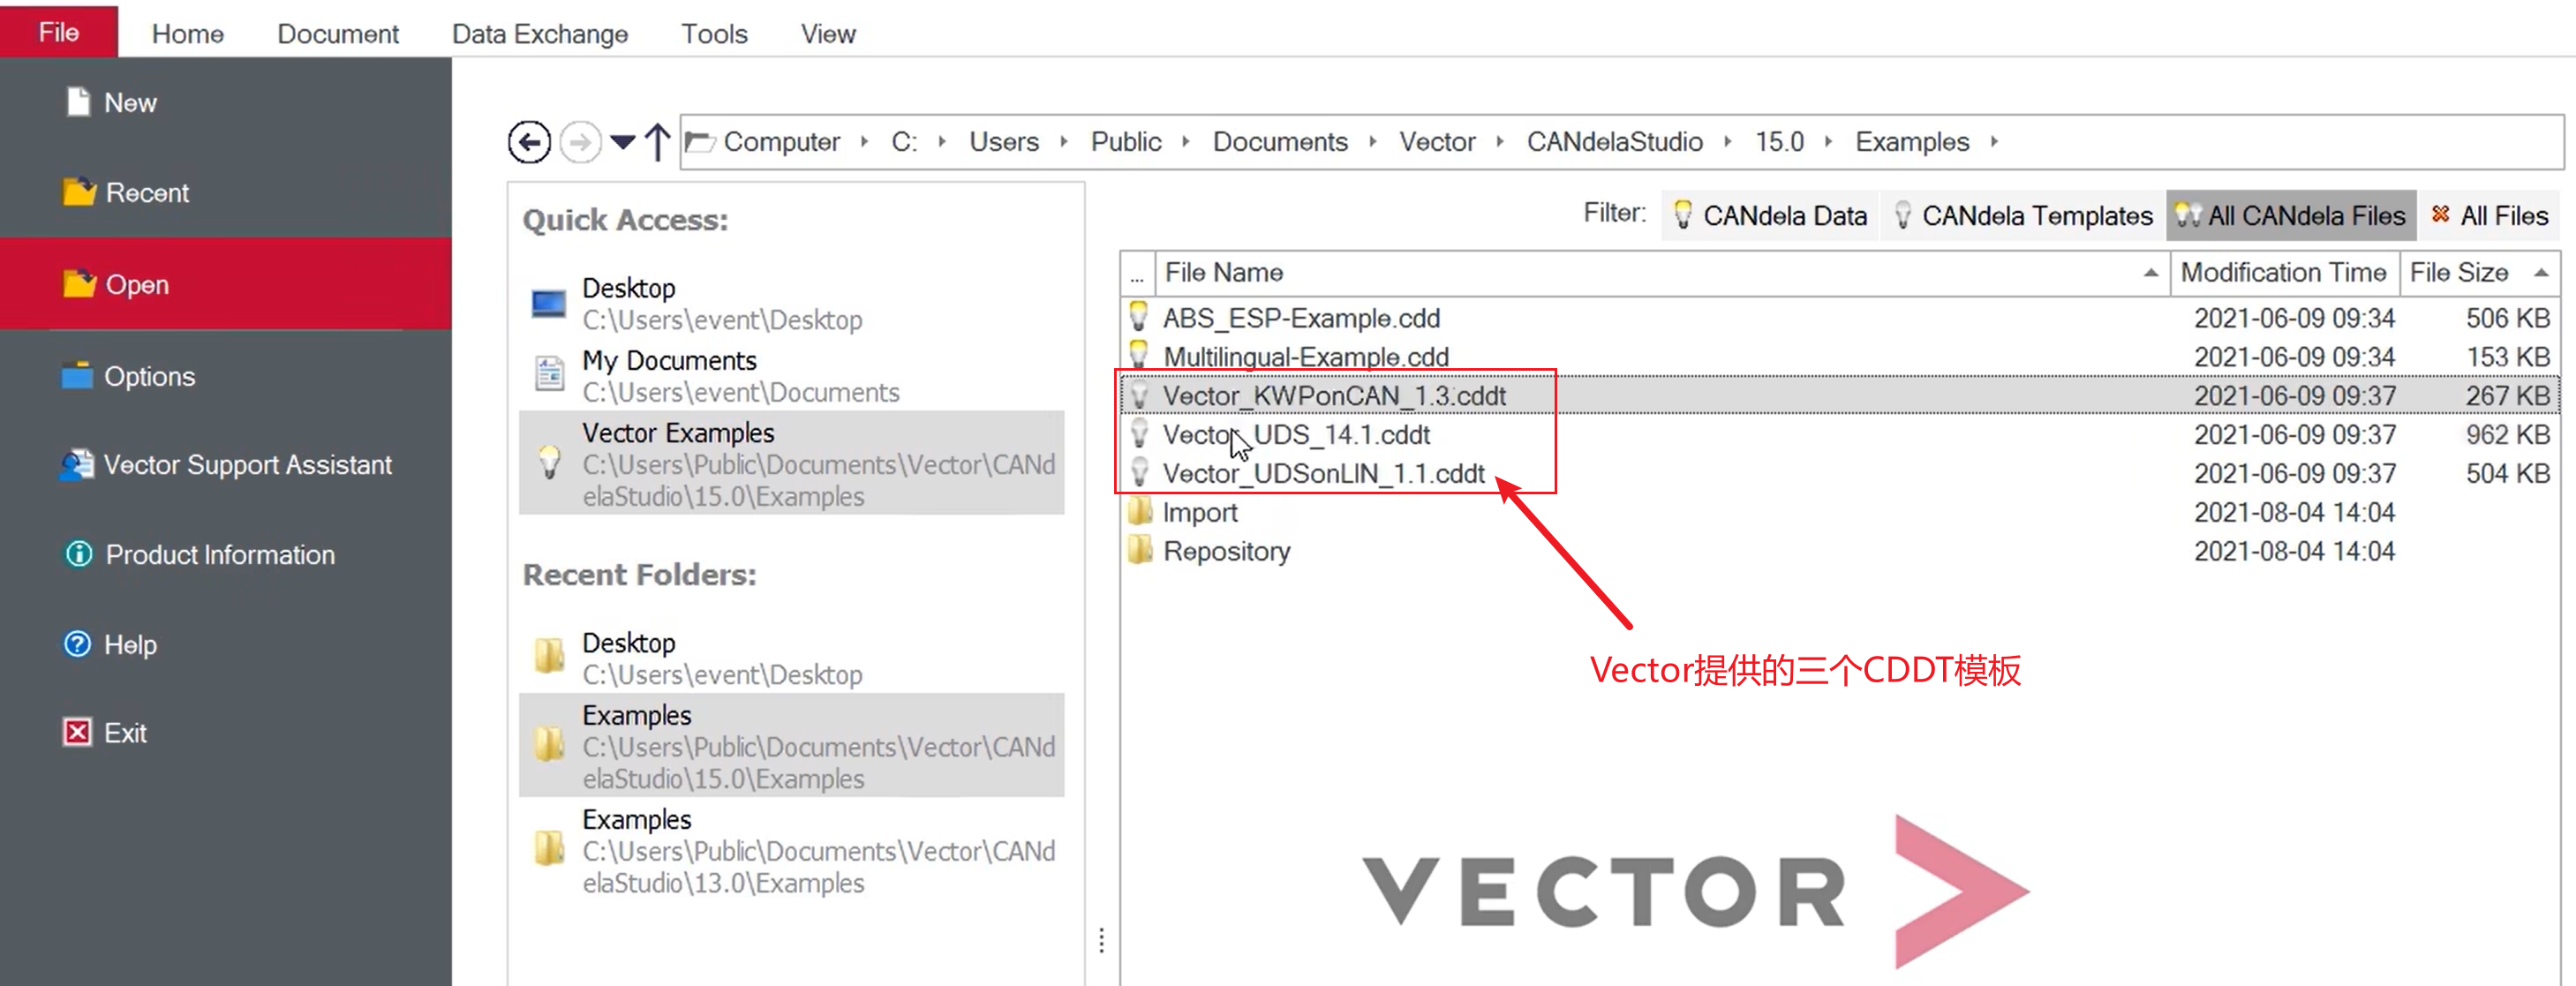 File Home Document Data Exchange Tools View
New
Recent
Open
Options
Vector Support Assistant
Product Information
Help
Exit
Computer C: Users Public Documents Vector CANdelaStudio 15.0 Examples
Quick Access:
Desktop
C:\Users\event\Desktop
My Documents
C:\Users\event\Documents
Vector Examples
C:\Users\Public\Documents\Vector\CANd
elaStudio\15.0\Examples
Recent Folders:
Desktop
C:\Users\event\Desktop
Examples
C:\Users\Public\Documents\Vector\CANd
elaStudio\15.0\Examples
Examples
C:\Users\Public\Documents\Vector\CANd
elaStudio\13.0\Examples
Filter: CANdela Data CANdela Templates All CANdela Files All Files
... File Name Modification Time File Size
ABS_ESP-Example.cdd 2021-06-09 09:34 506 KB
Multilingual-Example.cdd 2021-06-09 09:34 153 KB
Vector_KWPonCAN_1.3.cddt 2021-06-09 09:37 267 KB
Vector_UDS_14.1.cddt 2021-06-09 09:37 962 KB
Vector_UDSonLIN_1.1.cddt 2021-06-09 09:37 504 KB
Import 2021-08-04 14:04
Repository 2021-08-04 14:04
Vector提供的三个CDDT模板
VECTOR